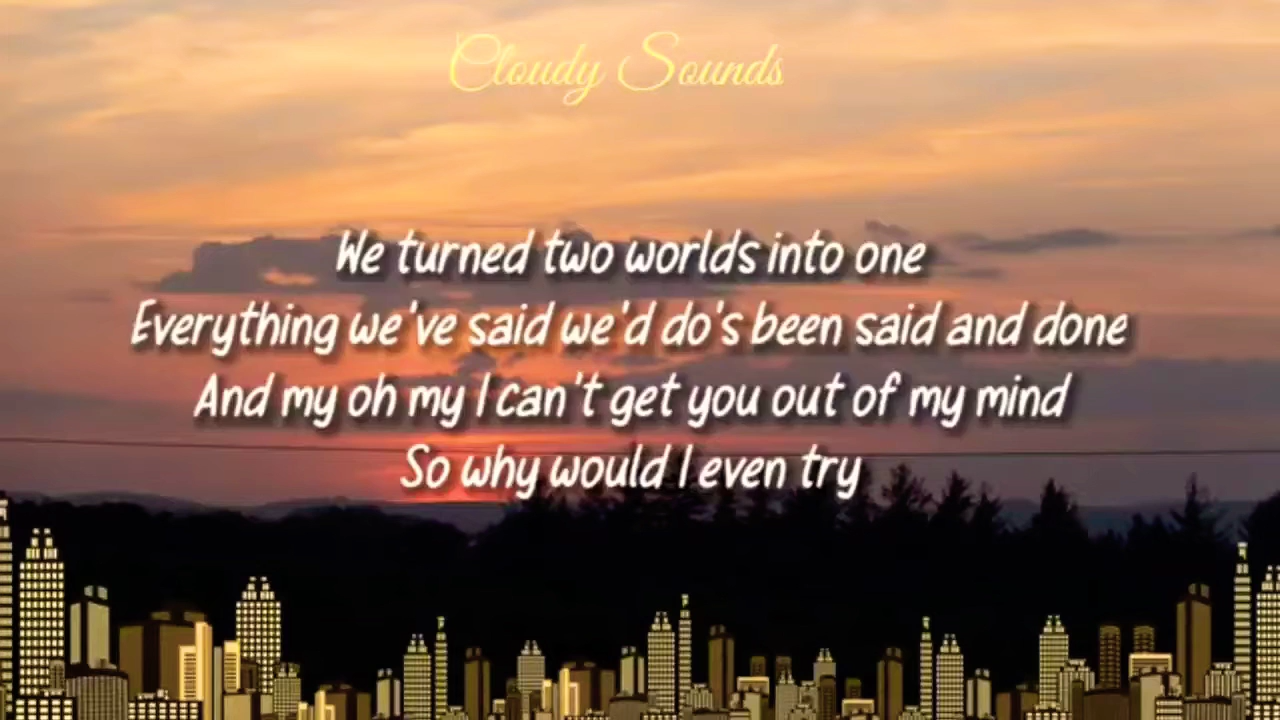 Cloudy Sounds
We turned two worlds into one
Everything we've said we'd do's been said and done
And my oh my I can't get you out of my mind
So why would I even try